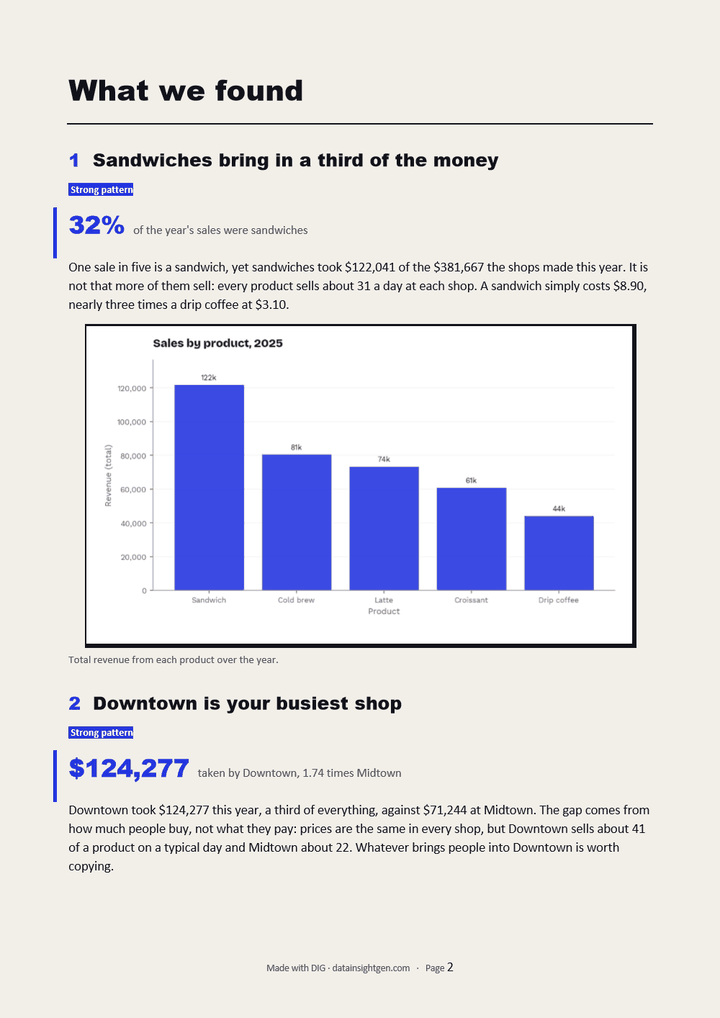 What we found
1 Sandwiches bring in a third of the money
Strong pattern
32% of the year's sales were sandwiches
One sale in five is a sandwich, yet sandwiches took $122,041 of the $381,667 the shops made this year. It is
not that more of them sell: every product sells about 31 a day at each shop. A sandwich simply costs $8.90,
nearly three times a drip coffee at $3.10.
Sales by product, 2025
122k
120,000
81k
100,000
74k
80,000
61k
60,000
44k
40,000
20,000
0
Revenue (total)
Sandwich Cold brew Latte Croissant Drip coffee
Product
Total revenue from each product over the year.
2 Downtown is your busiest shop
Strong pattern
$124,277 taken by Downtown, 1.74 times Midtown
Downtown took $124,277 this year, a third of everything, against $71,244 at Midtown. The gap comes from
how much people buy, not what they pay: prices are the same in every shop, but Downtown sells about 41
of a product on a typical day and Midtown about 22. Whatever brings people into Downtown is worth
copying.
Made with DIG · datainsightgen.com · Page 2